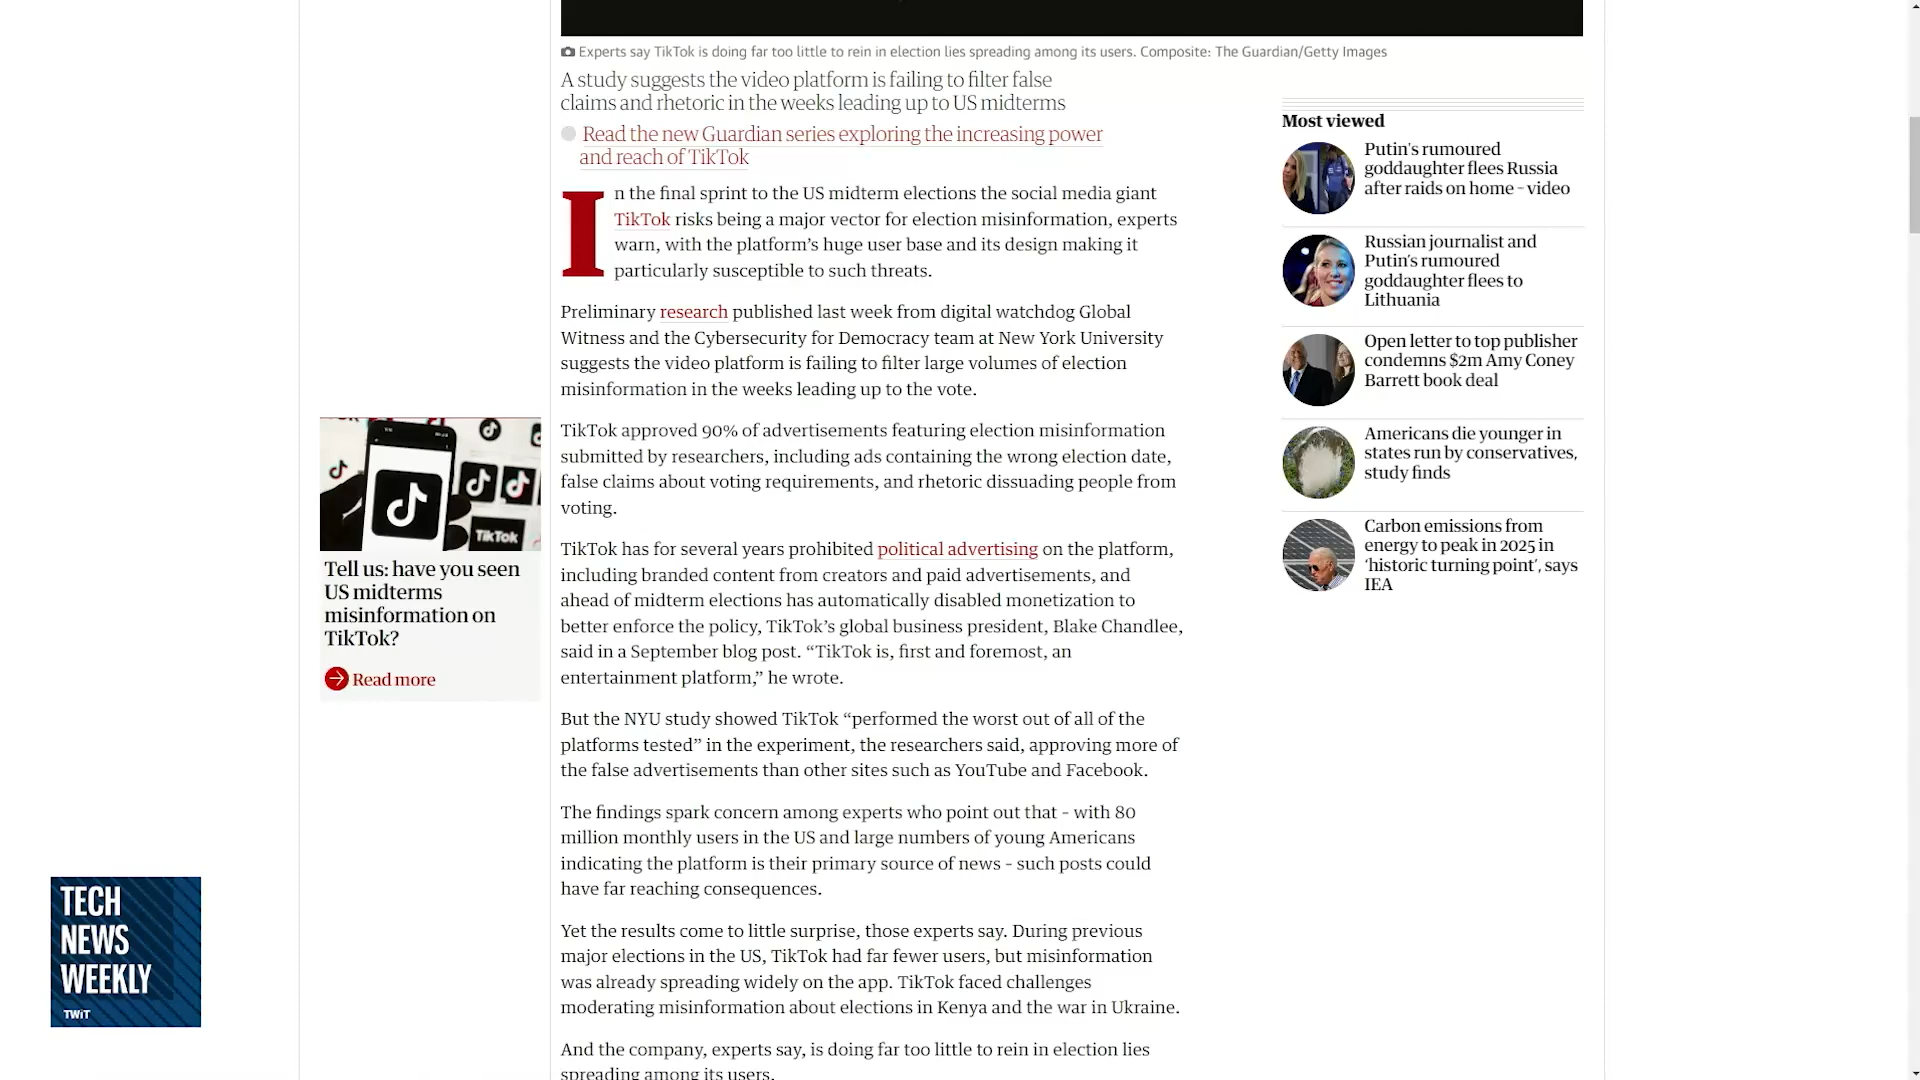 Experts say TikTok is doing far too little to rein in election lies spreading among its users. Composite: The Guardian/Getty Images
A study suggests the video platform is failing to filter false
claims and rhetoric in the weeks leading up to US midterms
Read the new Guardian series exploring the increasing power
and reach of TikTok
In the final sprint to the US midterm elections the social media giant
TikTok risks being a major vector for election misinformation, experts
warn, with the platform’s huge user base and its design making it
particularly susceptible to such threats.
Preliminary research published last week from digital watchdog Global
Witness and the Cybersecurity for Democracy team at New York University
suggests the video platform is failing to filter large volumes of election
misinformation in the weeks leading up to the vote.
TikTok approved 90% of advertisements featuring election misinformation
submitted by researchers, including ads containing the wrong election date,
false claims about voting requirements, and rhetoric dissuading people from
voting.
TikTok has for several years prohibited political advertising on the platform,
including branded content from creators and paid advertisements, and
ahead of midterm elections has automatically disabled monetization to
better enforce the policy, TikTok’s global business president, Blake Chandlee,
said in a September blog post. “TikTok is, first and foremost, an
entertainment platform,” he wrote.
But the NYU study showed TikTok “performed the worst out of all of the
platforms tested” in the experiment, the researchers said, approving more of
the false advertisements than other sites such as YouTube and Facebook.
The findings spark concern among experts who point out that – with 80
million monthly users in the US and large numbers of young Americans
indicating the platform is their primary source of news – such posts could
have far reaching consequences.
Yet the results come to little surprise, those experts say. During previous
major elections in the US, TikTok had far fewer users, but misinformation
was already spreading widely on the app. TikTok faced challenges
moderating misinformation about elections in Kenya and the war in Ukraine.
And the company, experts say, is doing far too little to rein in election lies
spreading among its users.
TikTok
Tell us: have you seen
US midterms
misinformation on
TikTok?
Read more
Most viewed
Putin's rumoured
goddaughter flees Russia
after raids on home – video
Russian journalist and
Putin’s rumoured
goddaughter flees to
Lithuania
Open letter to top publisher
condemns $2m Amy Coney
Barrett book deal
Americans die younger in
states run by conservatives,
study finds
Carbon emissions from
energy to peak in 2025 in
‘historic turning point’, says
IEA
TECH
NEWS
WEEKLY
TWiT